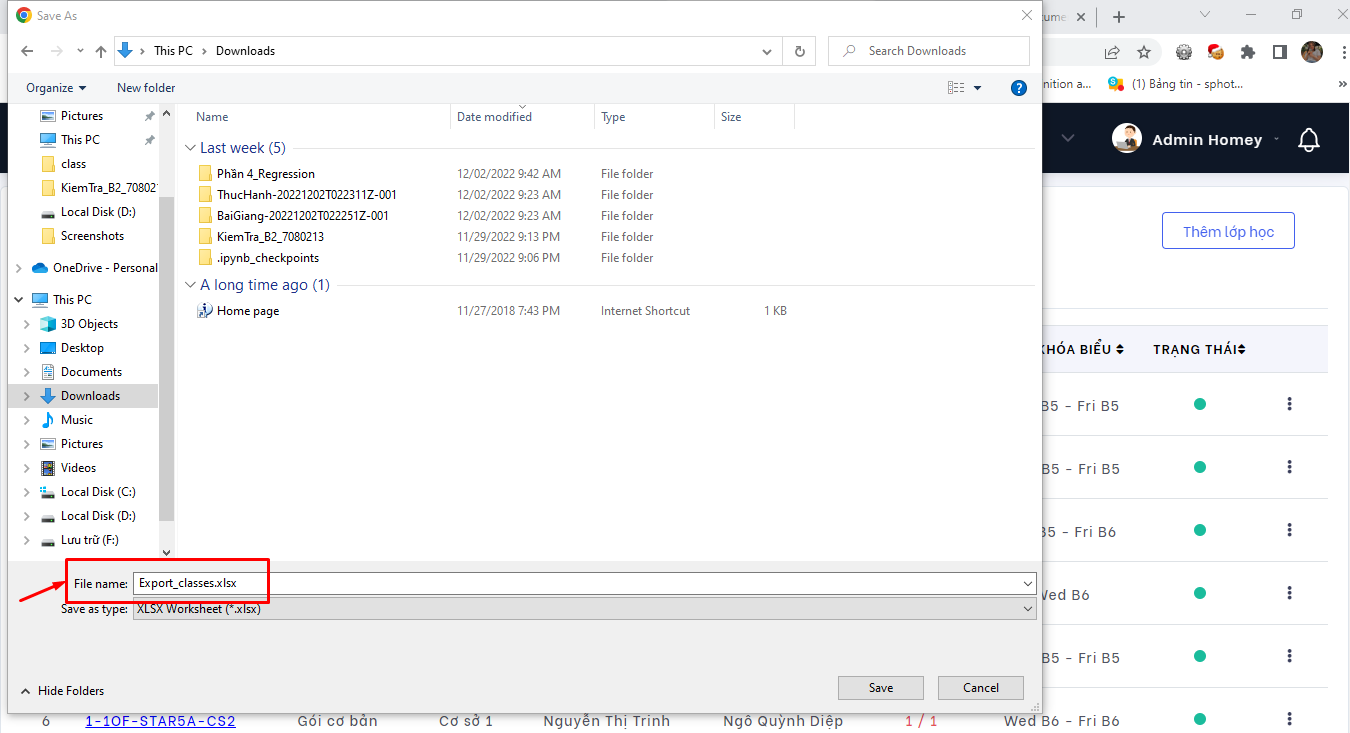 Save As
ume
This PC
Downloads
Search Downloads
Organize
New folder
nition a...
(1) Bảng tin - sphot...
Pictures
This PC
class
KiemTra_B2_70802
Local Disk (D:)
Screenshots
OneDrive - Personal
This PC
3D Objects
Desktop
Documents
Downloads
Music
Pictures
Videos
Local Disk (C:)
Local Disk (D:)
Lưu trữ (F:)
Name Date modified Type Size
Last week (5)
Phần 4_Regression 12/02/2022 9:42 AM File folder
ThucHanh-20221202T022311Z-001 12/02/2022 9:23 AM File folder
BaiGiang-20221202T022251Z-001 12/02/2022 9:23 AM File folder
KiemTra_B2_7080213 11/29/2022 9:13 PM File folder
.ipynb_checkpoints 11/29/2022 9:06 PM File folder
A long time ago (1)
Home page 11/27/2018 7:43 PM Internet Shortcut 1 KB
File name: Export_classes.xlsx
Save as type: XLSX Worksheet (*.xlsx)
Hide Folders
Save
Cancel
Admin Homey
Thêm lớp học
KHÓA BIỂU TRẠNG THÁI
B5 - Fri B5
B5 - Fri B5
B5 - Fri B6
Wed B6
B5 - Fri B5
6 1-1OF-STAR5A-CS2 Gói cơ bản Cơ sở 1 Nguyễn Thị Trinh Ngô Quỳnh Diệp 1 / 1 Wed B6 - Fri B6